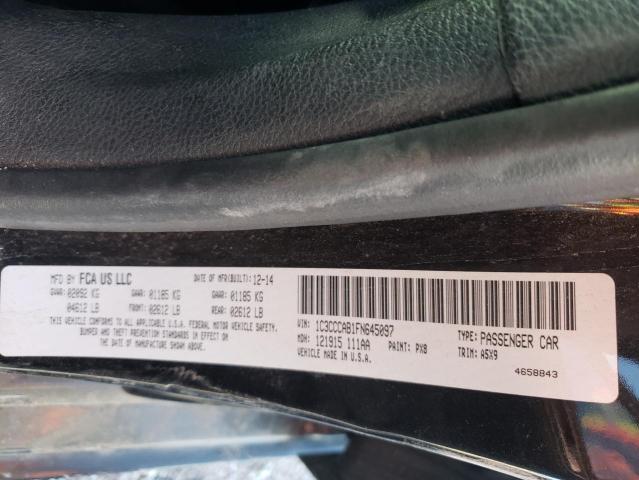 MFD BY FCA US LLC DATE OF MFR(BUILT): 12-14
GVWR: 02092 KG GAWR: 01185 KG GAWR: 01185 KG
04612 LB FRONT: 02612 LB REAR: 02612 LB
THIS VEHICLE CONFORMS TO ALL APPLICABLE U.S.A. FEDERAL MOTOR VEHICLE SAFETY,
BUMPER AND THEFT PREVENTION STANDARDS IN EFFECT ON
THE DATE OF MANUFACTURE SHOWN ABOVE.
VIN: 1C3CCCAB1FN645097 TYPE: PASSENGER CAR
MDH: 121915 111AA PAINT: PX8 TRIM: A5X9
VEHICLE MADE IN U.S.A.
4658843